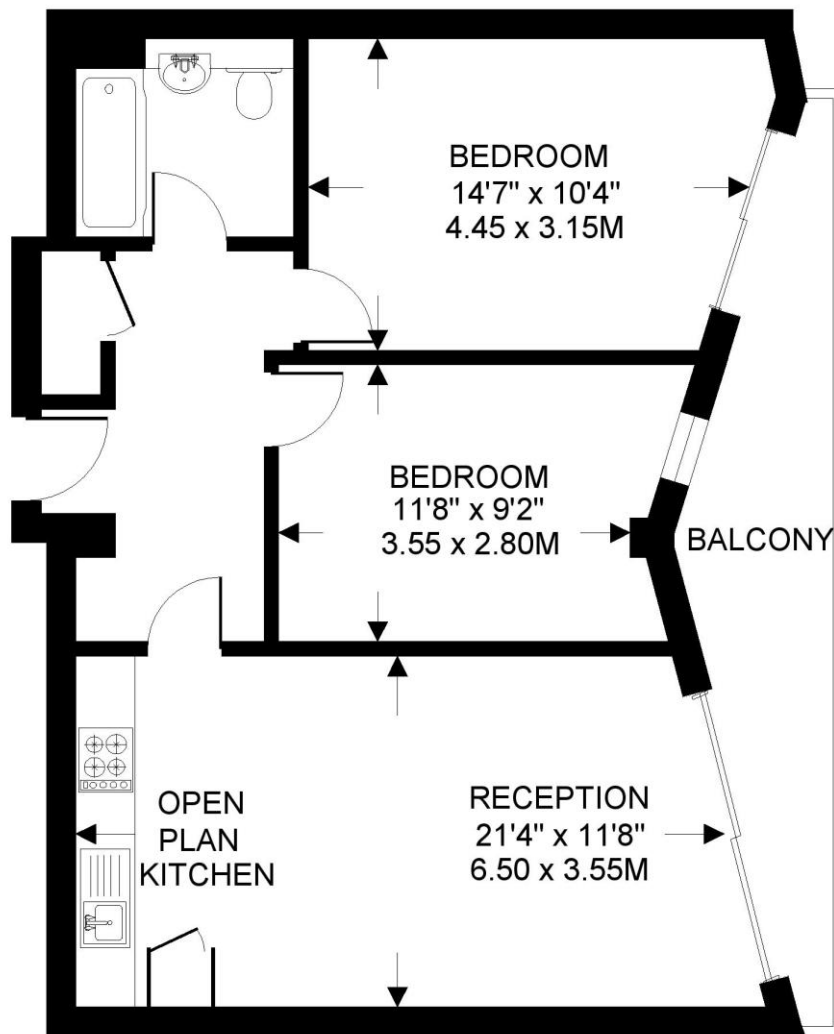 BEDROOM
14'7" x 10'4"
4.45 x 3.15M
BEDROOM
11'8" x 9'2"
3.55 x 2.80M
BALCONY
OPEN
PLAN
KITCHEN
RECEPTION
21'4" x 11'8"
6.50 x 3.55M